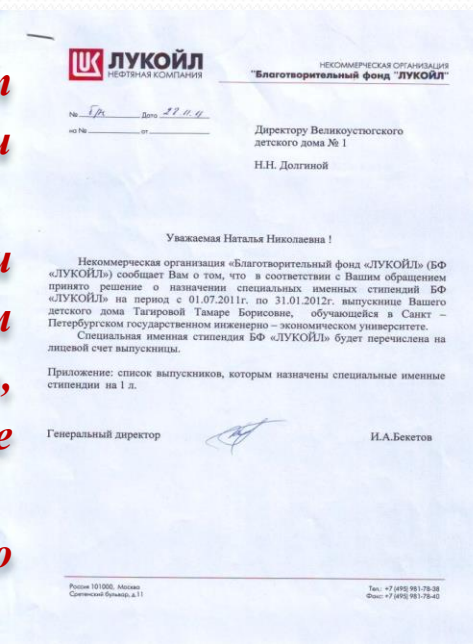 ЛУКОЙЛ
НЕФТЯНАЯ КОМПАНИЯ
НЕКОММЕРЧЕСКАЯ ОРГАНИЗАЦИЯ
"Благотворительный фонд "ЛУКОЙЛ"
№ Дата
на № от
Директору Великоустюгского
детского дома № 1
Н.Н. Долгиной
Уважаемая Наталья Николаевна !
Некоммерческая организация «Благотворительный фонд «ЛУКОЙЛ» (БФ
«ЛУКОЙЛ») сообщает Вам о том, что в соответствии с Вашим обращением
принято решение о назначении специальных именных стипендий БФ
«ЛУКОЙЛ» на период с 01.07.2011г. по 31.01.2012г. выпускнице Вашего
детского дома Тагировой Тамаре Борисовне, обучающейся в Санкт –
Петербургском государственном инженерно – экономическом университете.
Специальная именная стипендия БФ «ЛУКОЙЛ» будет перечислена на
лицевой счет выпускницы.
Приложение: список выпускников, которым назначены специальные именные
стипендии на 1 л.
Генеральный директор И.А.Бекетов
Россия 101000, Москва
Сретенский бульвар, д.11
Тел.: +7 (495) 981-78-38
Факс: +7 (495) 981-78-40